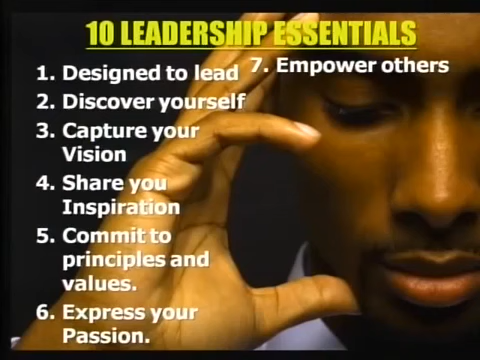 10 LEADERSHIP ESSENTIALS
1. Designed to lead
2. Discover yourself
3. Capture your
Vision
4. Share you
Inspiration
5. Commit to
principles and
values.
6. Express your
Passion.
7. Empower others